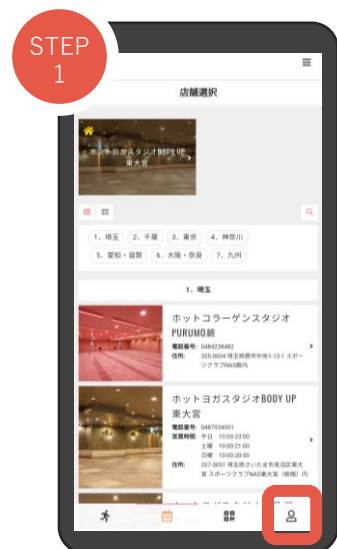 STEP
1
店舗選択
ホットヨガスタジオBODY UP
東大宮
1. 埼玉
2. 千葉
3. 東京
4. 神奈川
5. 愛知・滋賀
6. 大阪・奈良
7. 九州
1. 埼玉
ホットコラーゲンスタジオ
PURUMO蕨
電話番号: 0484238482
住所: 335-0004 埼玉県蕨市中央1-13-1 スポー
ツクラブNAS蕨内
ホットヨガスタジオBODY UP
東大宮
電話番号: 0487934951
営業時間: 平日 10:00-23:00
土曜 10:00-21:00
日曜 10:00-20:00
住所: 337-0051 埼玉県さいたま市見沼区東大
宮 スポーツクラブNAS東大宮（新館）内